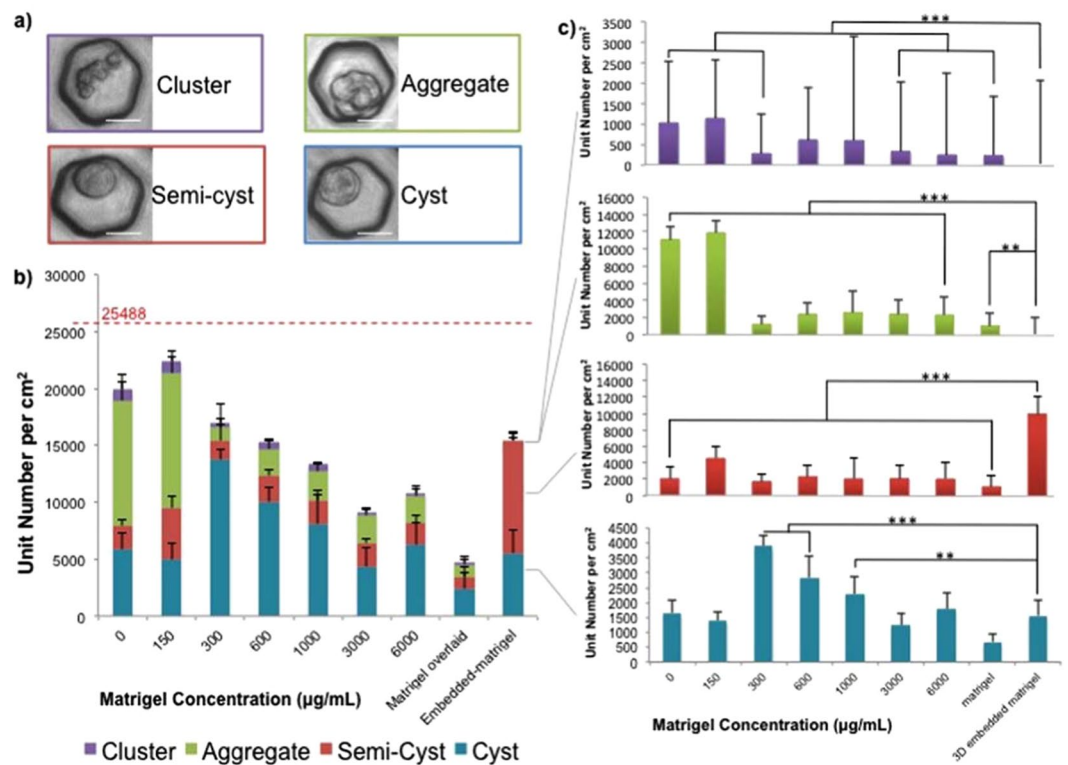 a)
Cluster
Aggregate
Semi-cyst
Cyst
b)
Unit Number per cm²
30000
25000
20000
15000
10000
5000
0
25488
0
150
300
600
1000
3000
6000
Matrigel overlaid
Embedded-matrigel
Matrigel Concentration (µg/mL)
Cluster
Aggregate
Semi-Cyst
Cyst
c)
Unit Number per cm²
3500
3000
2500
2000
1500
1000
500
0
***
Unit Number per cm²
16000
14000
12000
10000
8000
6000
4000
2000
0
***
**
Unit Number per cm²
16000
14000
12000
10000
8000
6000
4000
2000
0
***
Unit Number per cm²
4500
4000
3500
3000
2500
2000
1500
1000
500
0
***
**
0
150
300
600
1000
3000
6000
matrigel
3D embedded matrigel
Matrigel Concentration (µg/mL)